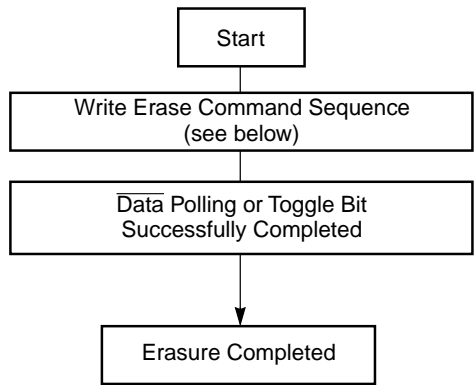 Start
Write Erase Command Sequence
(see below)
Data Polling or Toggle Bit
Successfully Completed
Erasure Completed